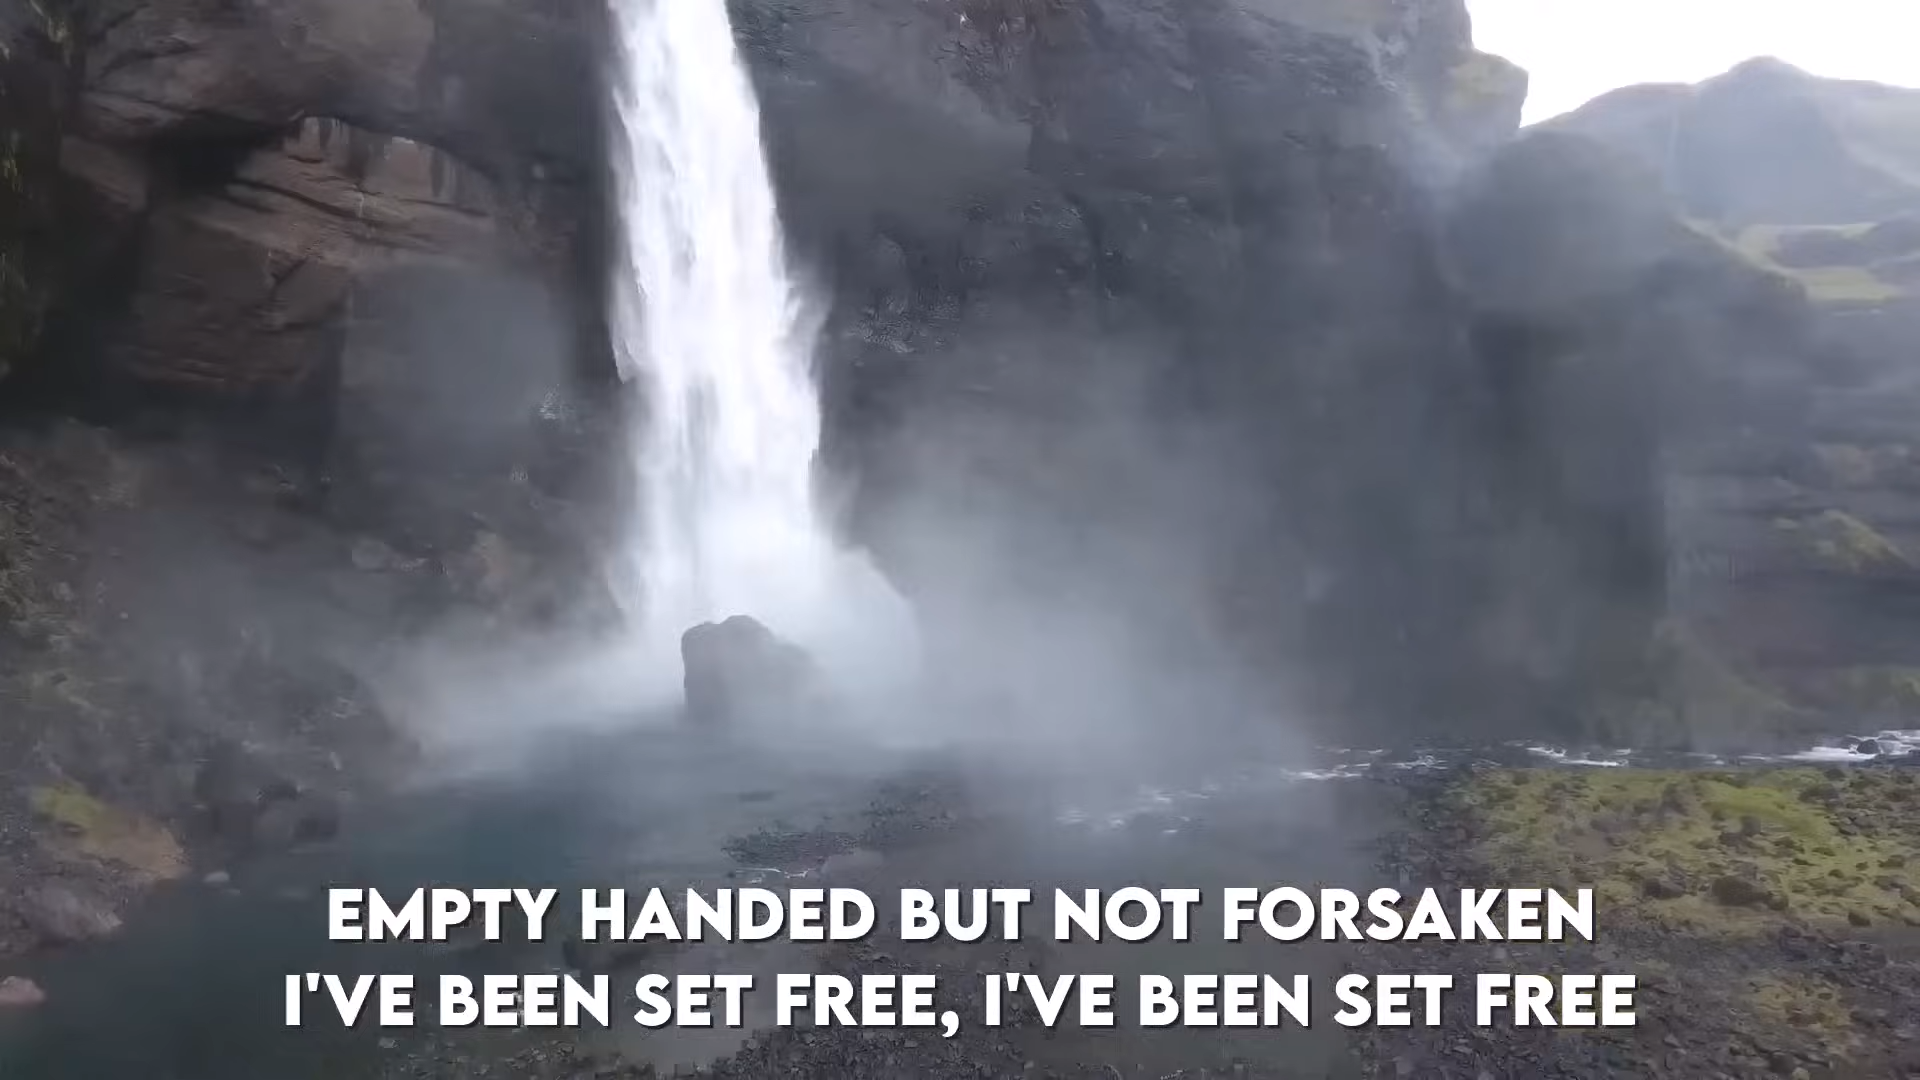 EMPTY HANDED BUT NOT FORSAKEN
I'VE BEEN SET FREE, I'VE BEEN SET FREE